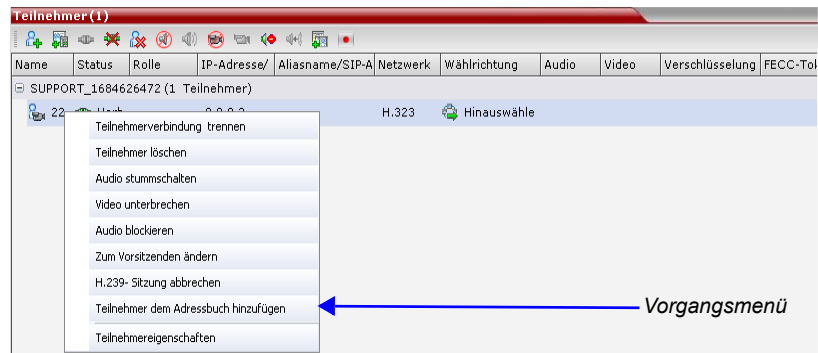 Teilnehmer(1)
Name Status Rolle IP-Adresse/ Aliasname/SIP-A Netzwerk Wählrichtung Audio Video Verschlüsselung FECC-Tok
SUPPORT_1684626472 (1 Teilnehmer)
22 H.323 Hinauswähle
Teilnehmerverbindung trennen
Teilnehmer löschen
Audio stummschalten
Video unterbrechen
Audio blockieren
Zum Vorsitzenden ändern
H.239- Sitzung abbrechen
Teilnehmer dem Adressbuch hinzufügen
Vorgangsmenü
Teilnehmereigenschaften